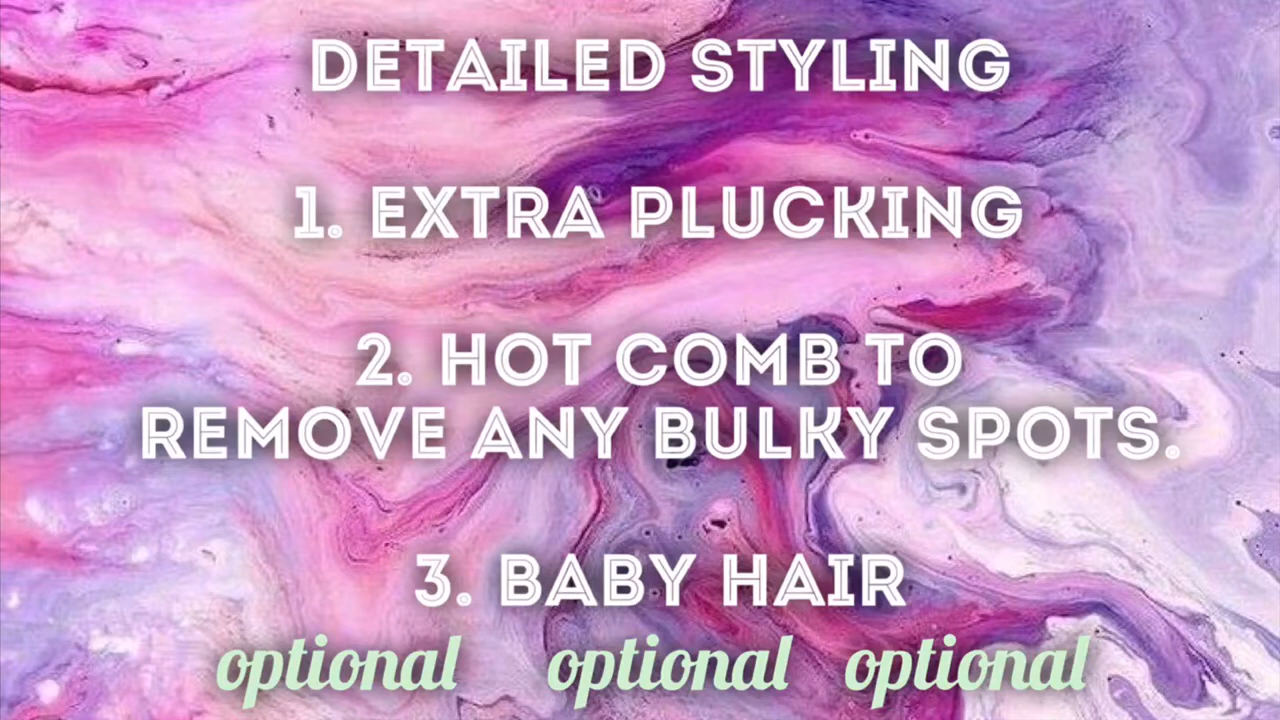 DETAILED STYLING
1. EXTRA PLUCKING
2. HOT COMB TO
REMOVE ANY BULKY SPOTS.
3. BABY HAIR
optional optional optional